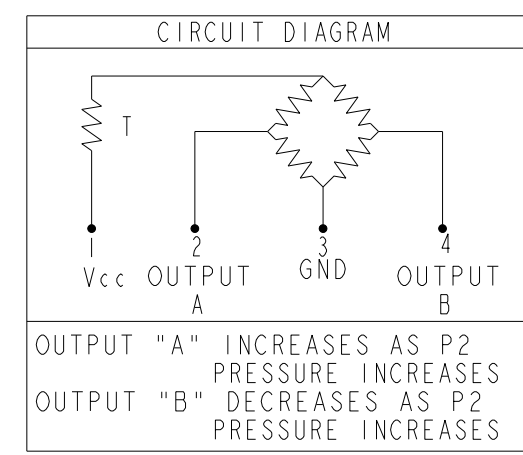 CIRCUIT DIAGRAM
T
1 2 3 4
Vcc OUTPUT GND OUTPUT
A B
OUTPUT "A" INCREASES AS P2
PRESSURE INCREASES
OUTPUT "B" DECREASES AS P2
PRESSURE INCREASES